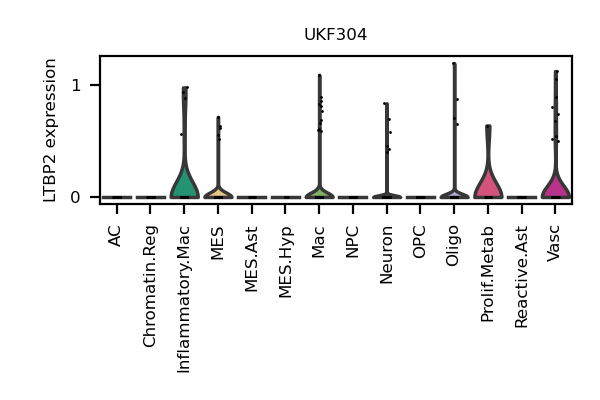 UKF304
LTBP2 expression
1
0
AC
Chromatin.Reg
Inflammatory.Mac
MES
MES.Ast
MES.Hyp
Mac
NPC
Neuron
OPC
Oligo
Prolif.Metab
Reactive.Ast
Vasc